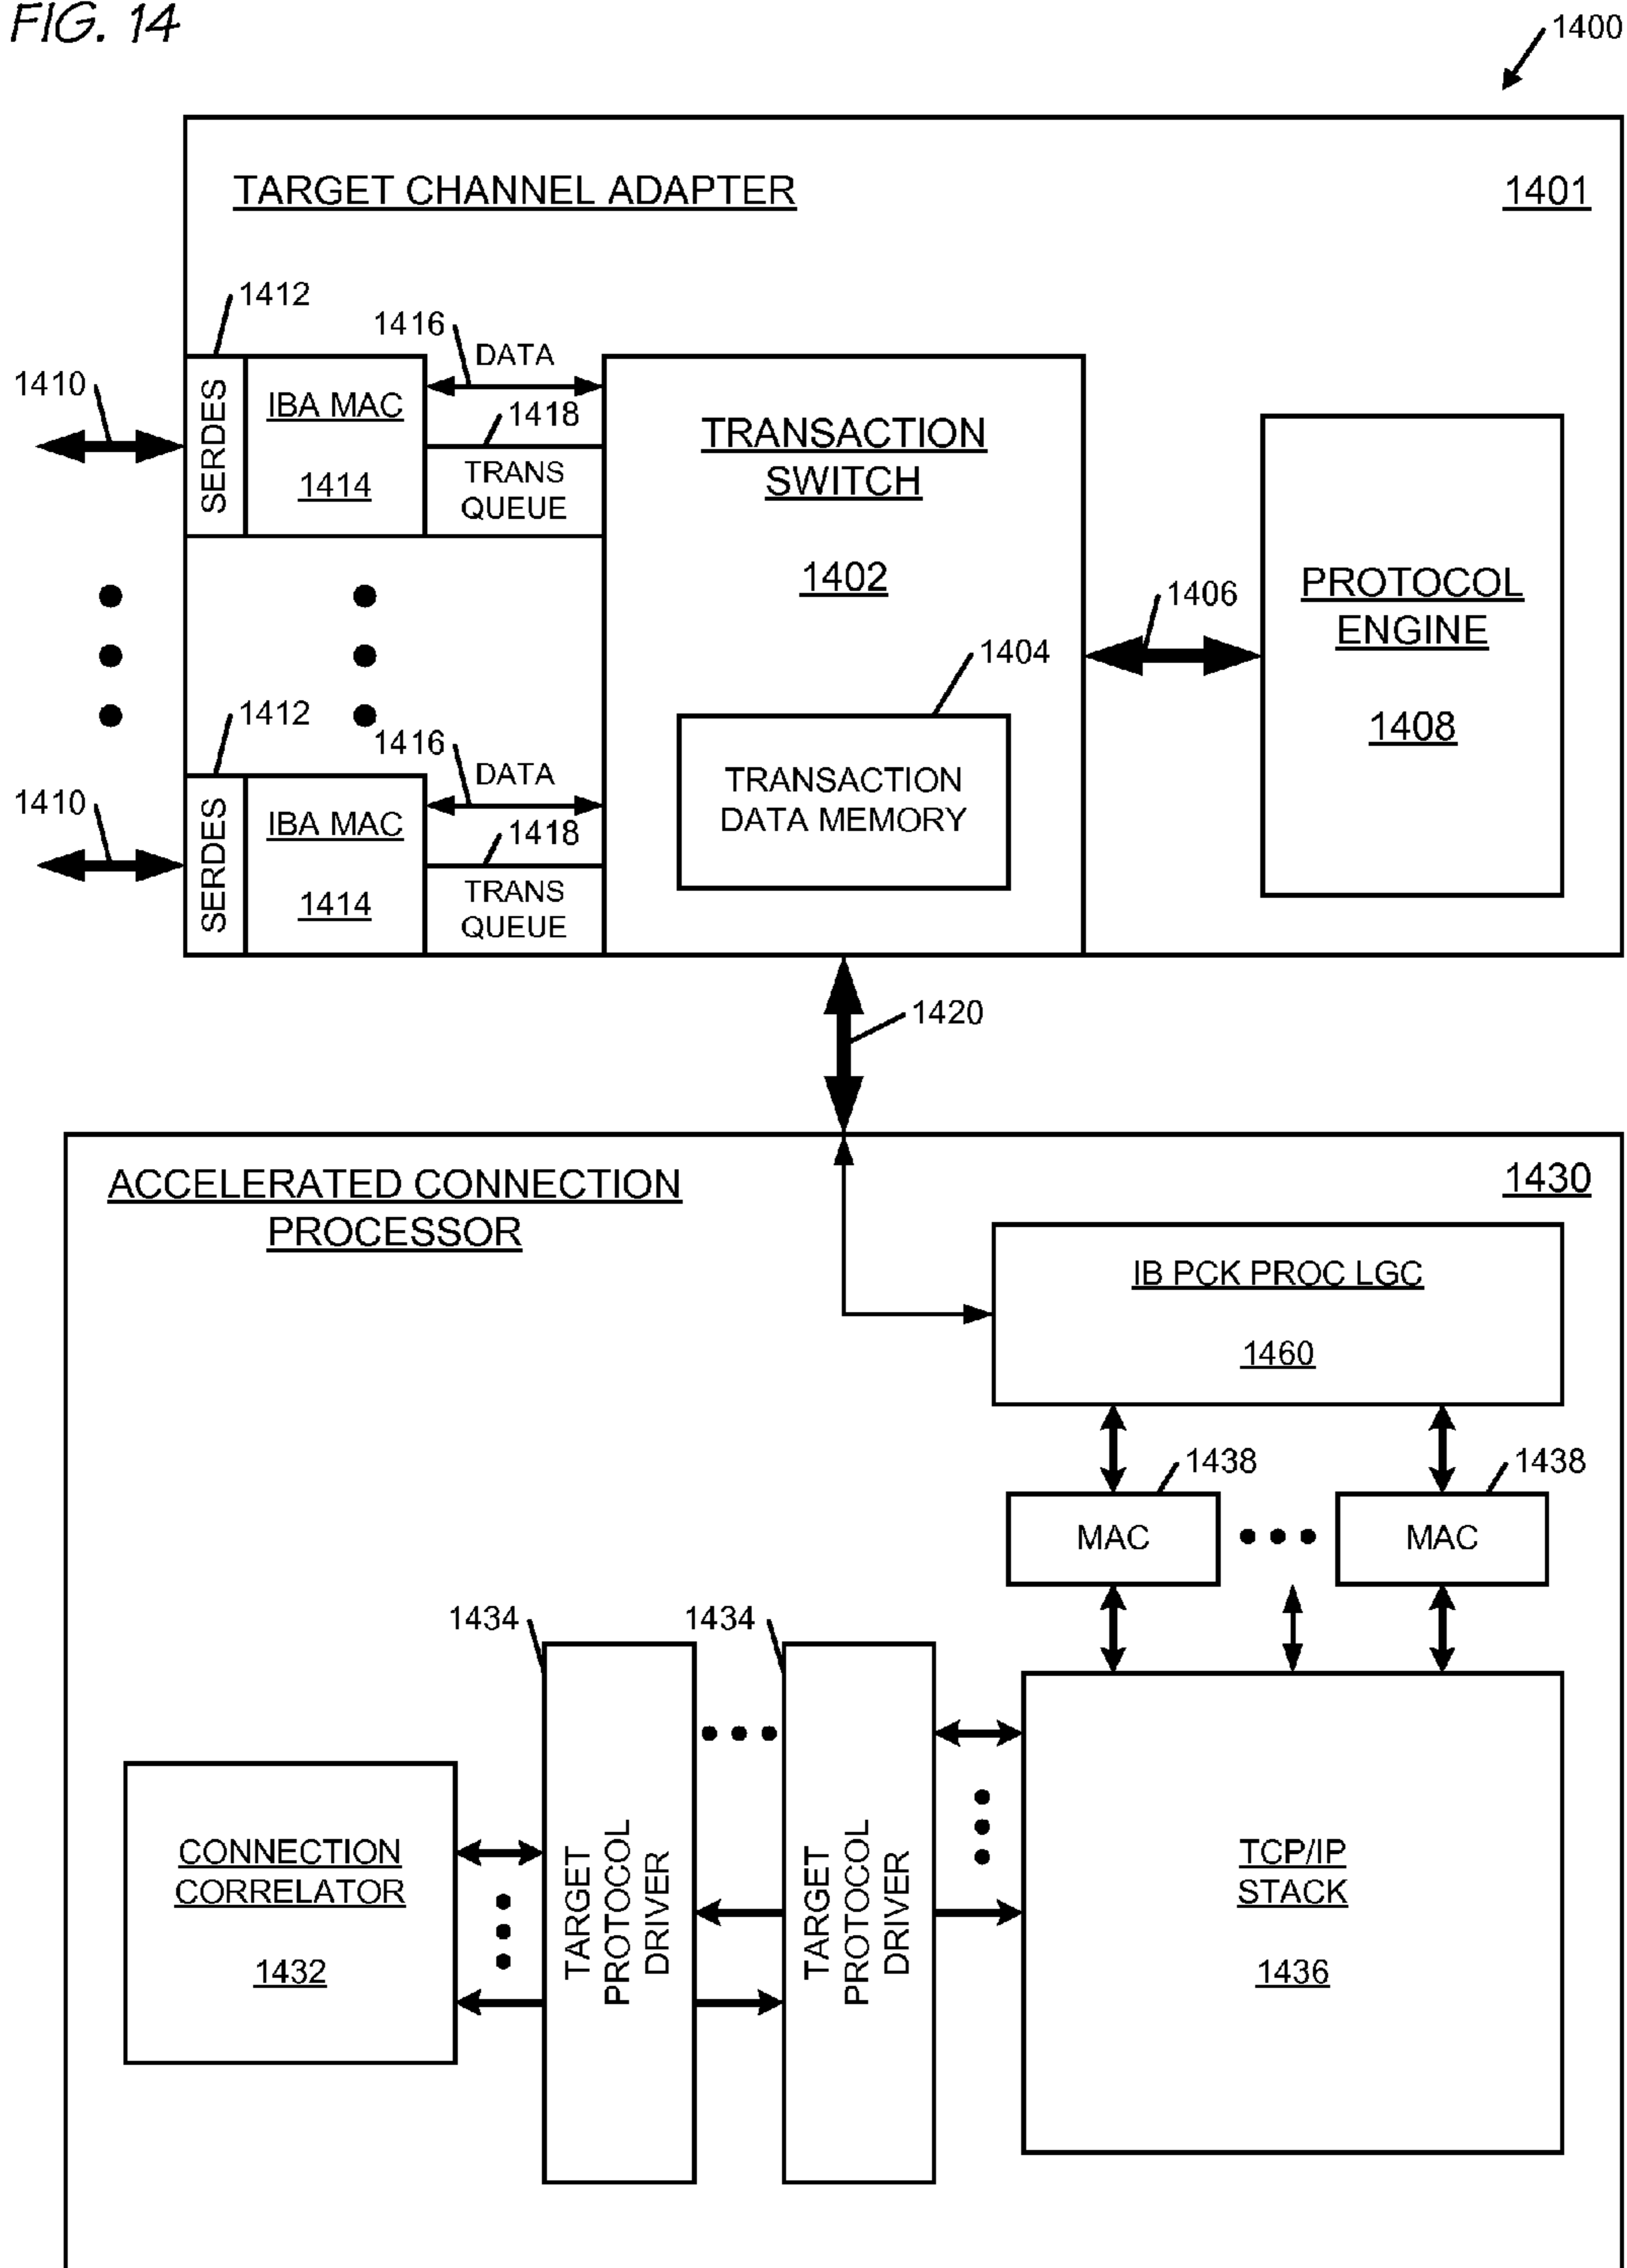 FIG. 14
1400
TARGET CHANNEL ADAPTER
1401
1412
1416
DATA
1410
SERDES
IBA MAC
1414
1418
TRANS
QUEUE
TRANSACTION
SWITCH
1402
1406
PROTOCOL
ENGINE
1408
1404
TRANSACTION
DATA MEMORY
1412
1416
DATA
1410
SERDES
IBA MAC
1414
1418
TRANS
QUEUE
1420
ACCELERATED CONNECTION
PROCESSOR
1430
IB PCK PROC LGC
1460
1438
1438
MAC
MAC
1434
1434
CONNECTION
CORRELATOR
1432
TARGET
PROTOCOL
DRIVER
TARGET
PROTOCOL
DRIVER
TCP/IP
STACK
1436